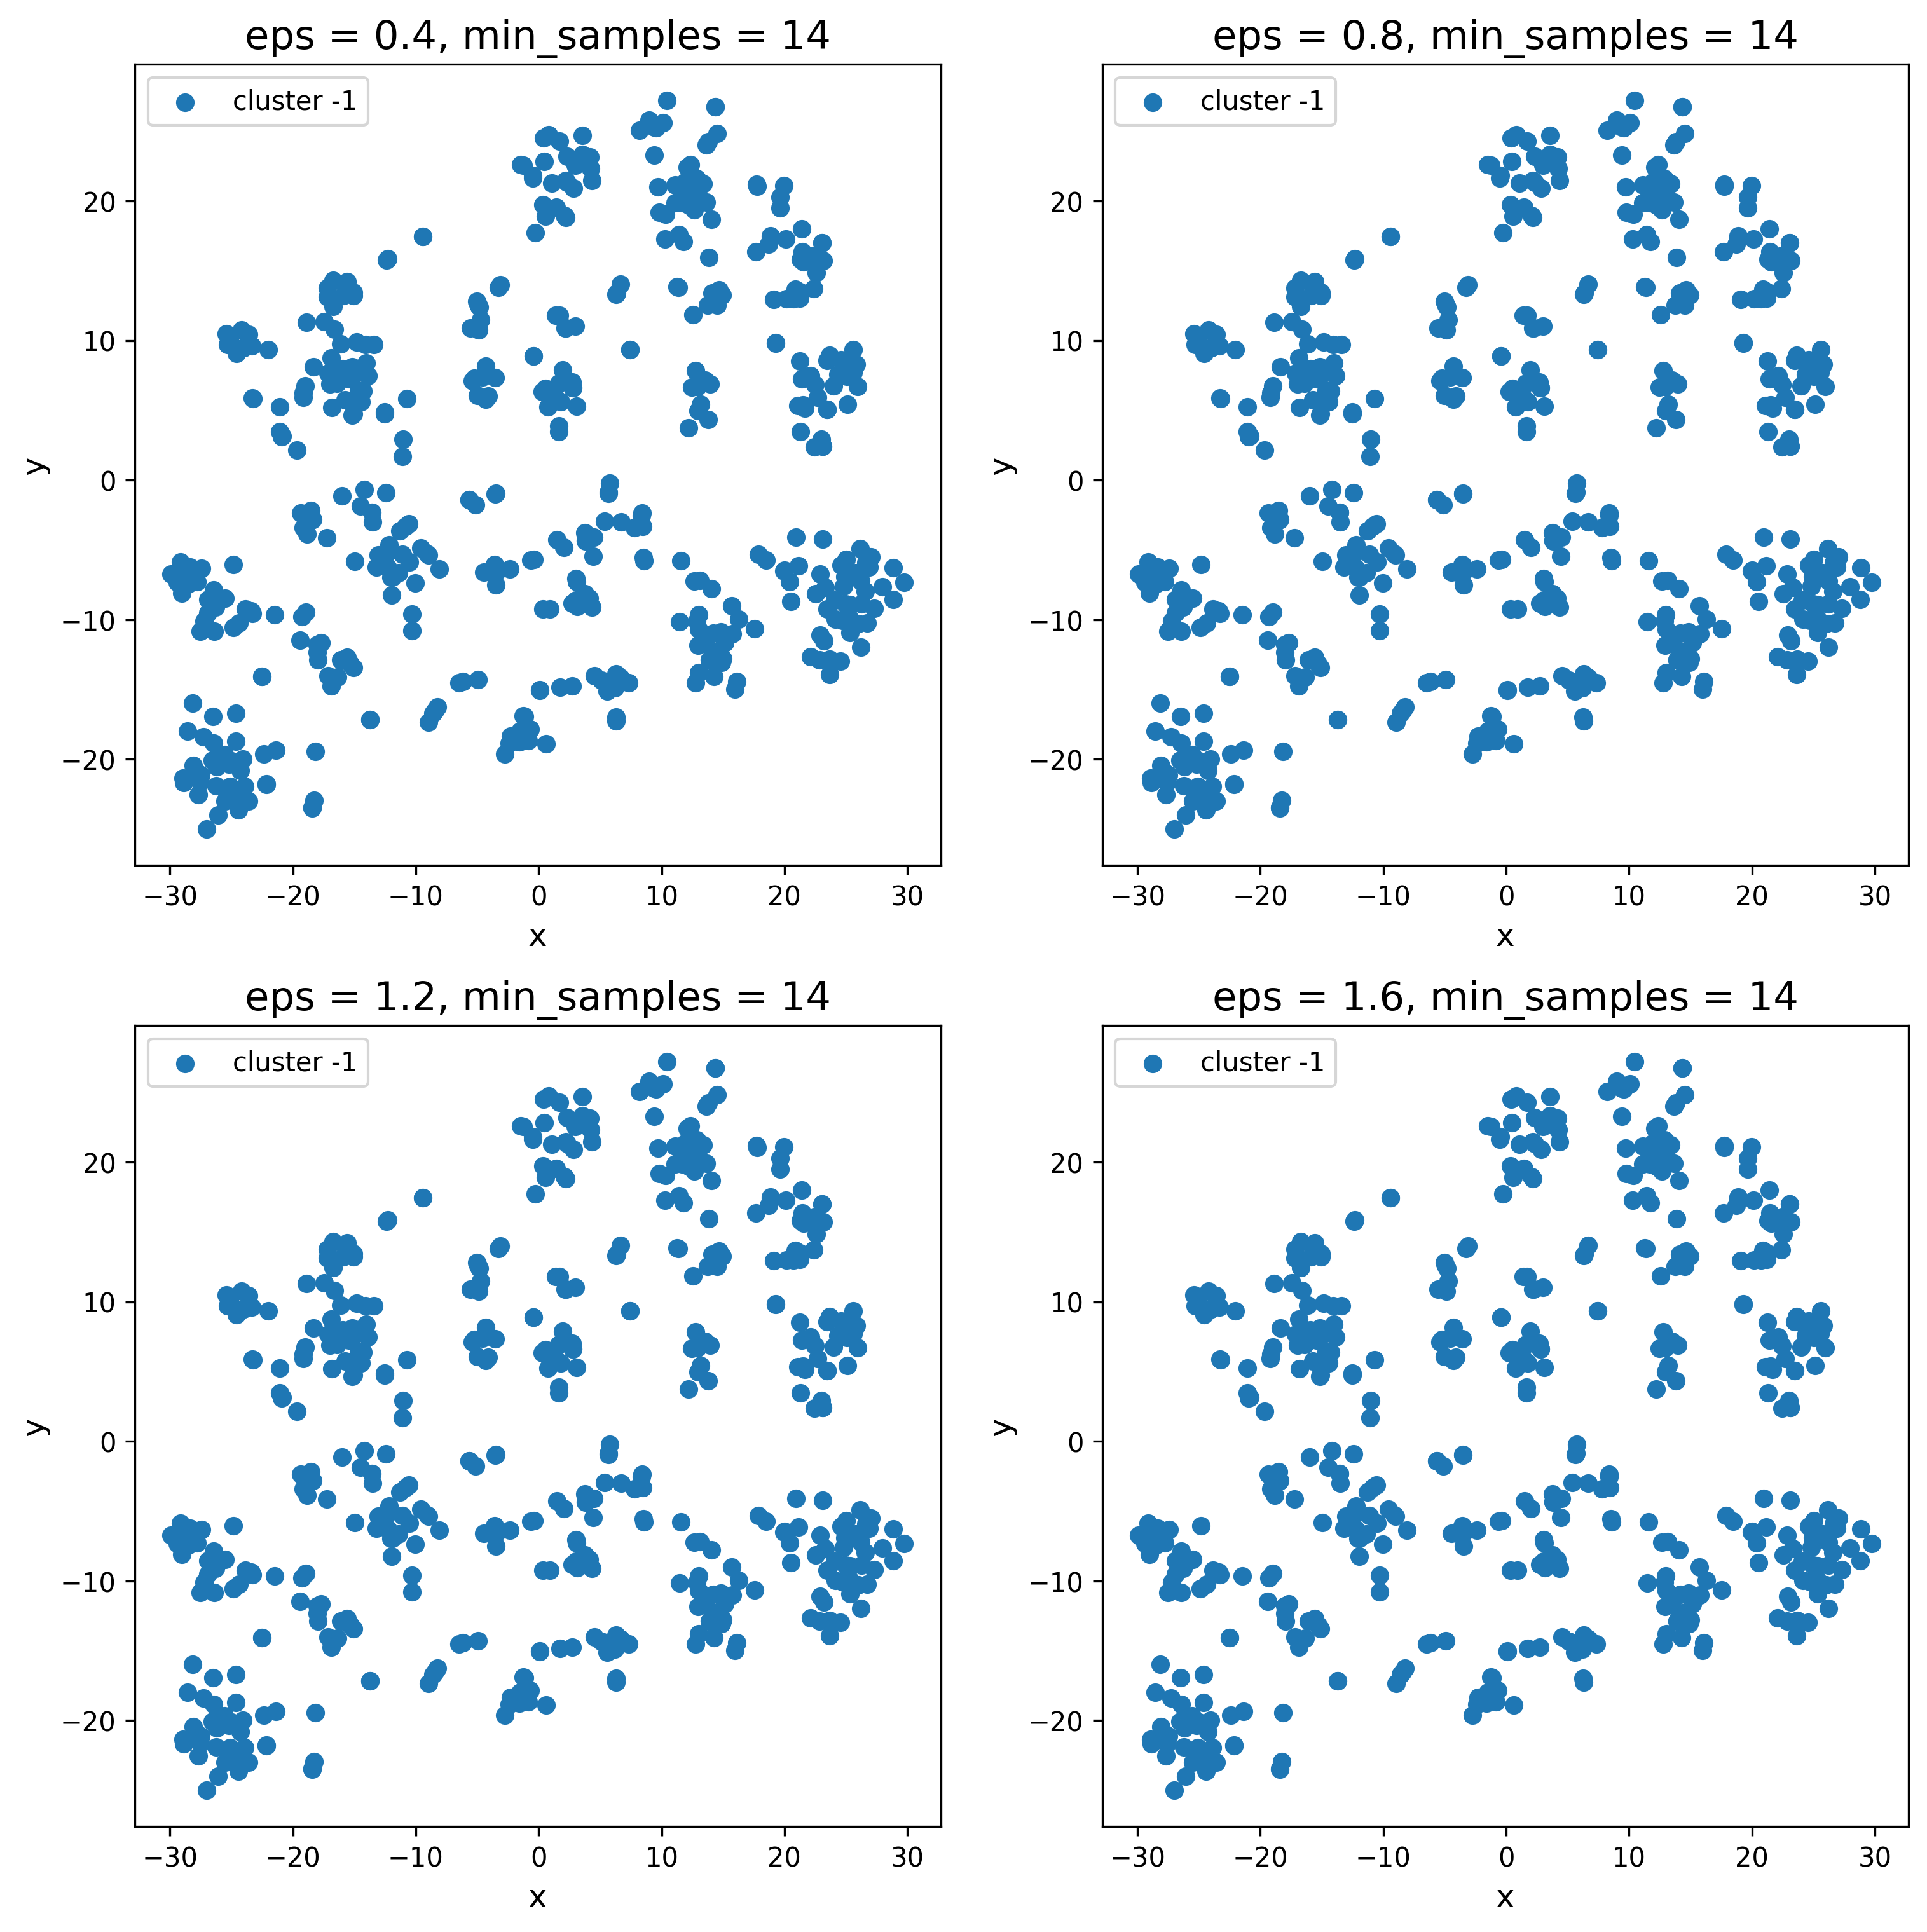 eps = 0.4, min_samples = 14
cluster -1
20
10
0
−10
−20
y
−30 −20 −10 0 10 20 30
x
eps = 0.8, min_samples = 14
cluster -1
20
10
0
−10
−20
y
−30 −20 −10 0 10 20 30
x
eps = 1.2, min_samples = 14
cluster -1
20
10
0
−10
−20
y
−30 −20 −10 0 10 20 30
x
eps = 1.6, min_samples = 14
cluster -1
20
10
0
−10
−20
y
−30 −20 −10 0 10 20 30
x